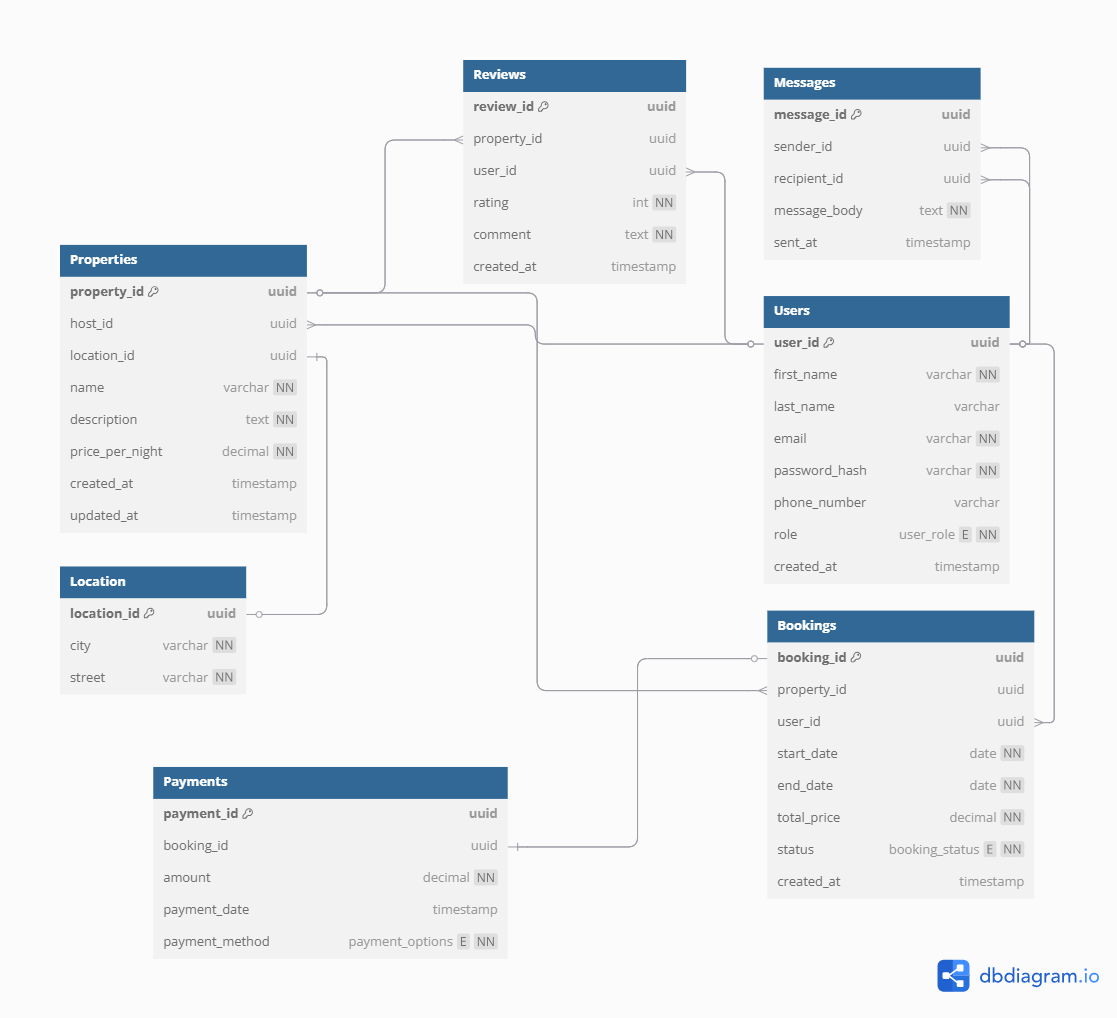 Reviews
review_id uuid
property_id uuid
user_id uuid
rating int NN
comment text NN
created_at timestamp
Messages
message_id uuid
sender_id uuid
recipient_id uuid
message_body text NN
sent_at timestamp
Properties
property_id uuid
host_id uuid
location_id uuid
name varchar NN
description text NN
price_per_night decimal NN
created_at timestamp
updated_at timestamp
Users
user_id uuid
first_name varchar NN
last_name varchar
email varchar NN
password_hash varchar NN
phone_number varchar
role user_role E NN
created_at timestamp
Location
location_id uuid
city varchar NN
street varchar NN
Bookings
booking_id uuid
property_id uuid
user_id uuid
start_date date NN
end_date date NN
total_price decimal NN
status booking_status E NN
created_at timestamp
Payments
payment_id uuid
booking_id uuid
amount decimal NN
payment_date timestamp
payment_method payment_options E NN
dbdiagram.io